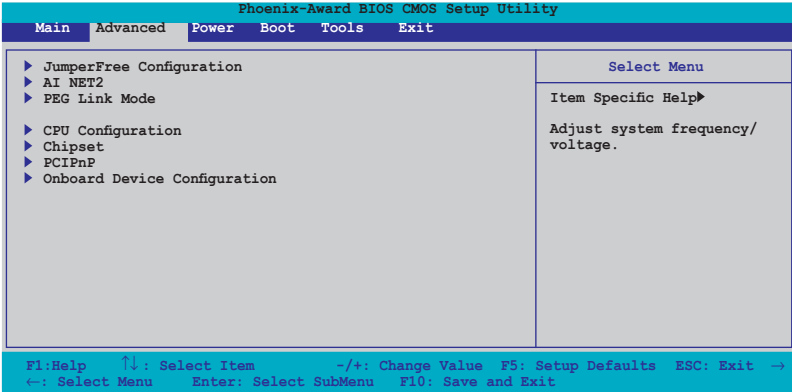 Phoenix-Award BIOS CMOS Setup Utility
Main Advanced Power Boot Tools Exit
JumperFree Configuration
AI NET2
PEG Link Mode
CPU Configuration
Chipset
PCIPnP
Onboard Device Configuration
Select Menu
Item Specific Help
Adjust system frequency/
voltage.
F1:Help ↑↓: Select Item -/+: Change Value F5: Setup Defaults ESC: Exit →
←: Select Menu Enter: Select SubMenu F10: Save and Exit